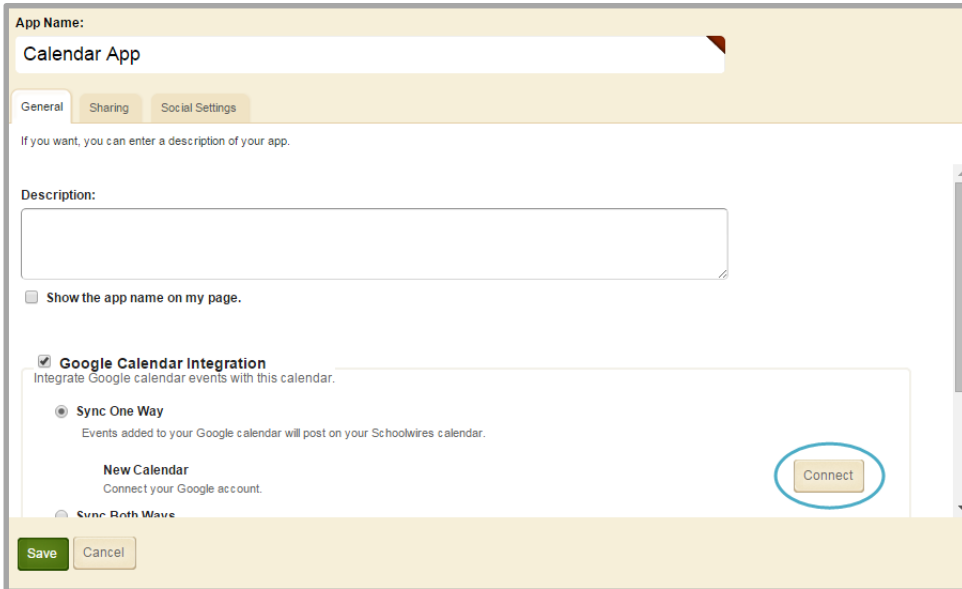 App Name:
Calendar App
General Sharing Social Settings
If you want, you can enter a description of your app.
Description:
Show the app name on my page.
Google Calendar Integration
Integrate Google calendar events with this calendar.
Sync One Way
Events added to your Google calendar will post on your Schoolwires calendar.
New Calendar
Connect your Google account.
Connect
Sync Both Ways
Save Cancel